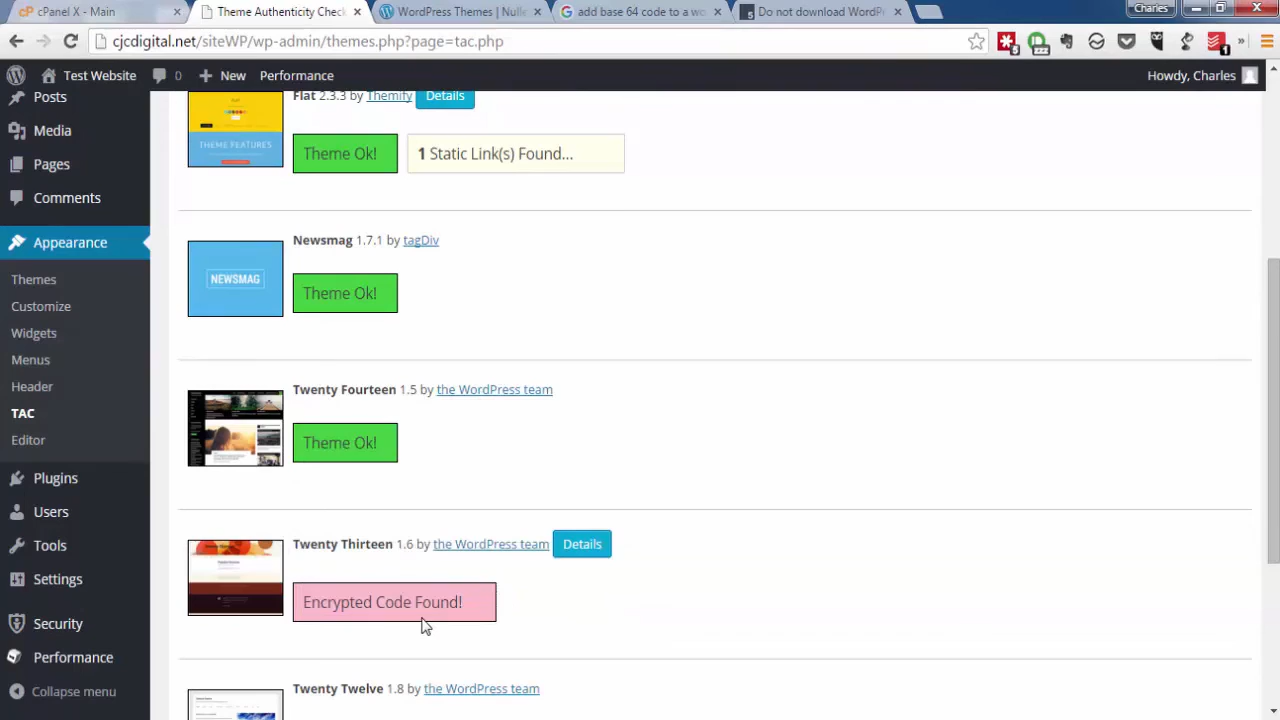 cPanel X - Main
Theme Authenticity Check
WordPress Themes | Nulle
add base 64 code to a wo
Do not download WordPr
Charles
cjcdigital.net/siteWP/wp-admin/themes.php?page=tac.php
5
222
1
»
Test Website
0
New
Performance
Howdy, Charles
Posts
Media
Pages
Comments
Appearance
Themes
Customize
Widgets
Menus
Header
TAC
Editor
Plugins
Users
Tools
Settings
Security
Performance
Collapse menu
Flat 2.3.3 by Themify Details
THEME FEATURES
Theme Ok! 1 Static Link(s) Found...
Newsmag 1.7.1 by tagDiv
NEWSMAG
Theme Ok!
Twenty Fourteen 1.5 by the WordPress team
Theme Ok!
Twenty Thirteen 1.6 by the WordPress team Details
Encrypted Code Found!
Twenty Twelve 1.8 by the WordPress team